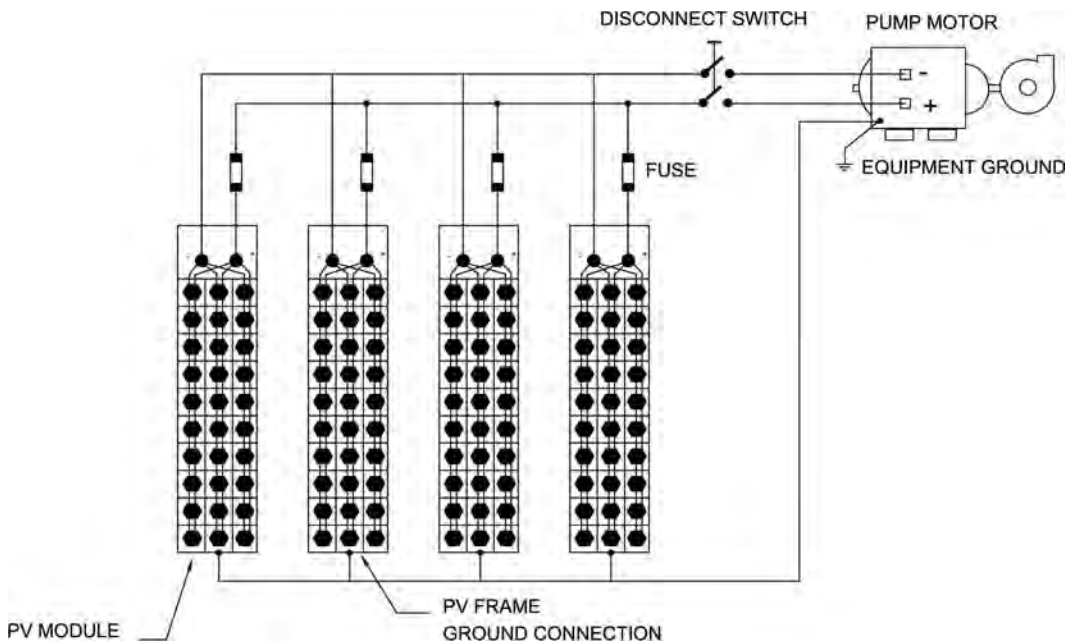 DISCONNECT SWITCH
PUMP MOTOR
-
+
FUSE
EQUIPMENT GROUND
PV MODULE
PV FRAME
GROUND CONNECTION